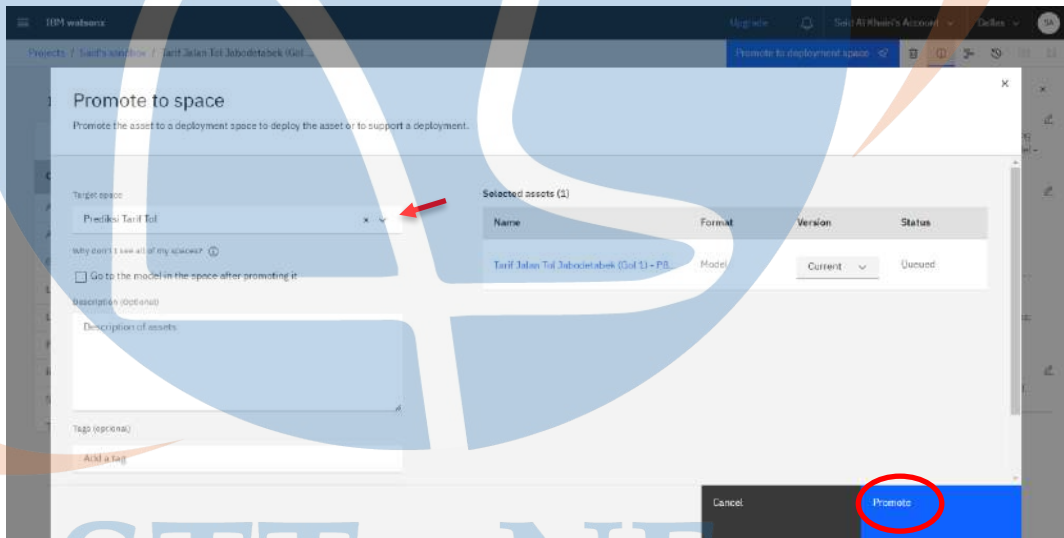 IBM watsonx
Upgrade
Said Al Khairi's Account
Dallas
SA
Projects / Said's sandbox / Tarif Jalan Tol Jabodetabek (Gol ...
Promote to deployment space
Promote to space
Promote the asset to a deployment space to deploy the asset or to support a deployment.
Target space
Prediksi Tarif Tol
Why don't I see all of my spaces?
Go to the model in the space after promoting it
Description (Optional)
Description of assets
Tags (optional)
Add a tag
Selected assets (1)
Name Format Version Status
Tarif Jalan Tol Jabodetabek (Gol 1) - P8... Model Current Queued
Cancel
Promote
STT - NF